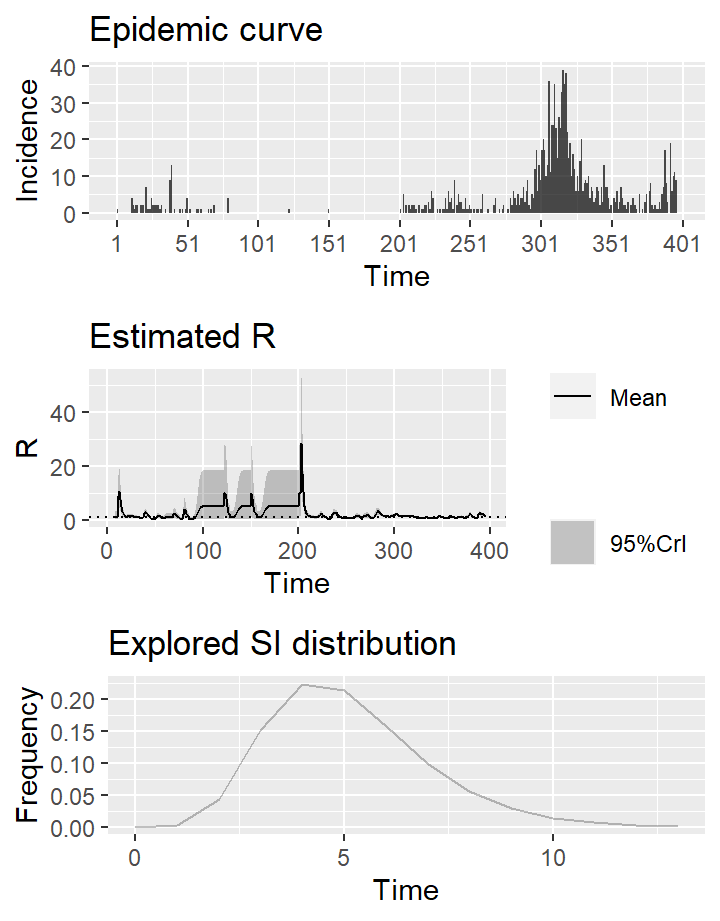 Epidemic curve
Incidence
40
30
20
10
0
1 51 101 151 201 251 301 351 401
Time
Estimated R
R
40
20
0
0 100 200 300 400
Time
Mean
95%CrI
Explored SI distribution
Frequency
0.20
0.15
0.10
0.05
0.00
0 5 10
Time